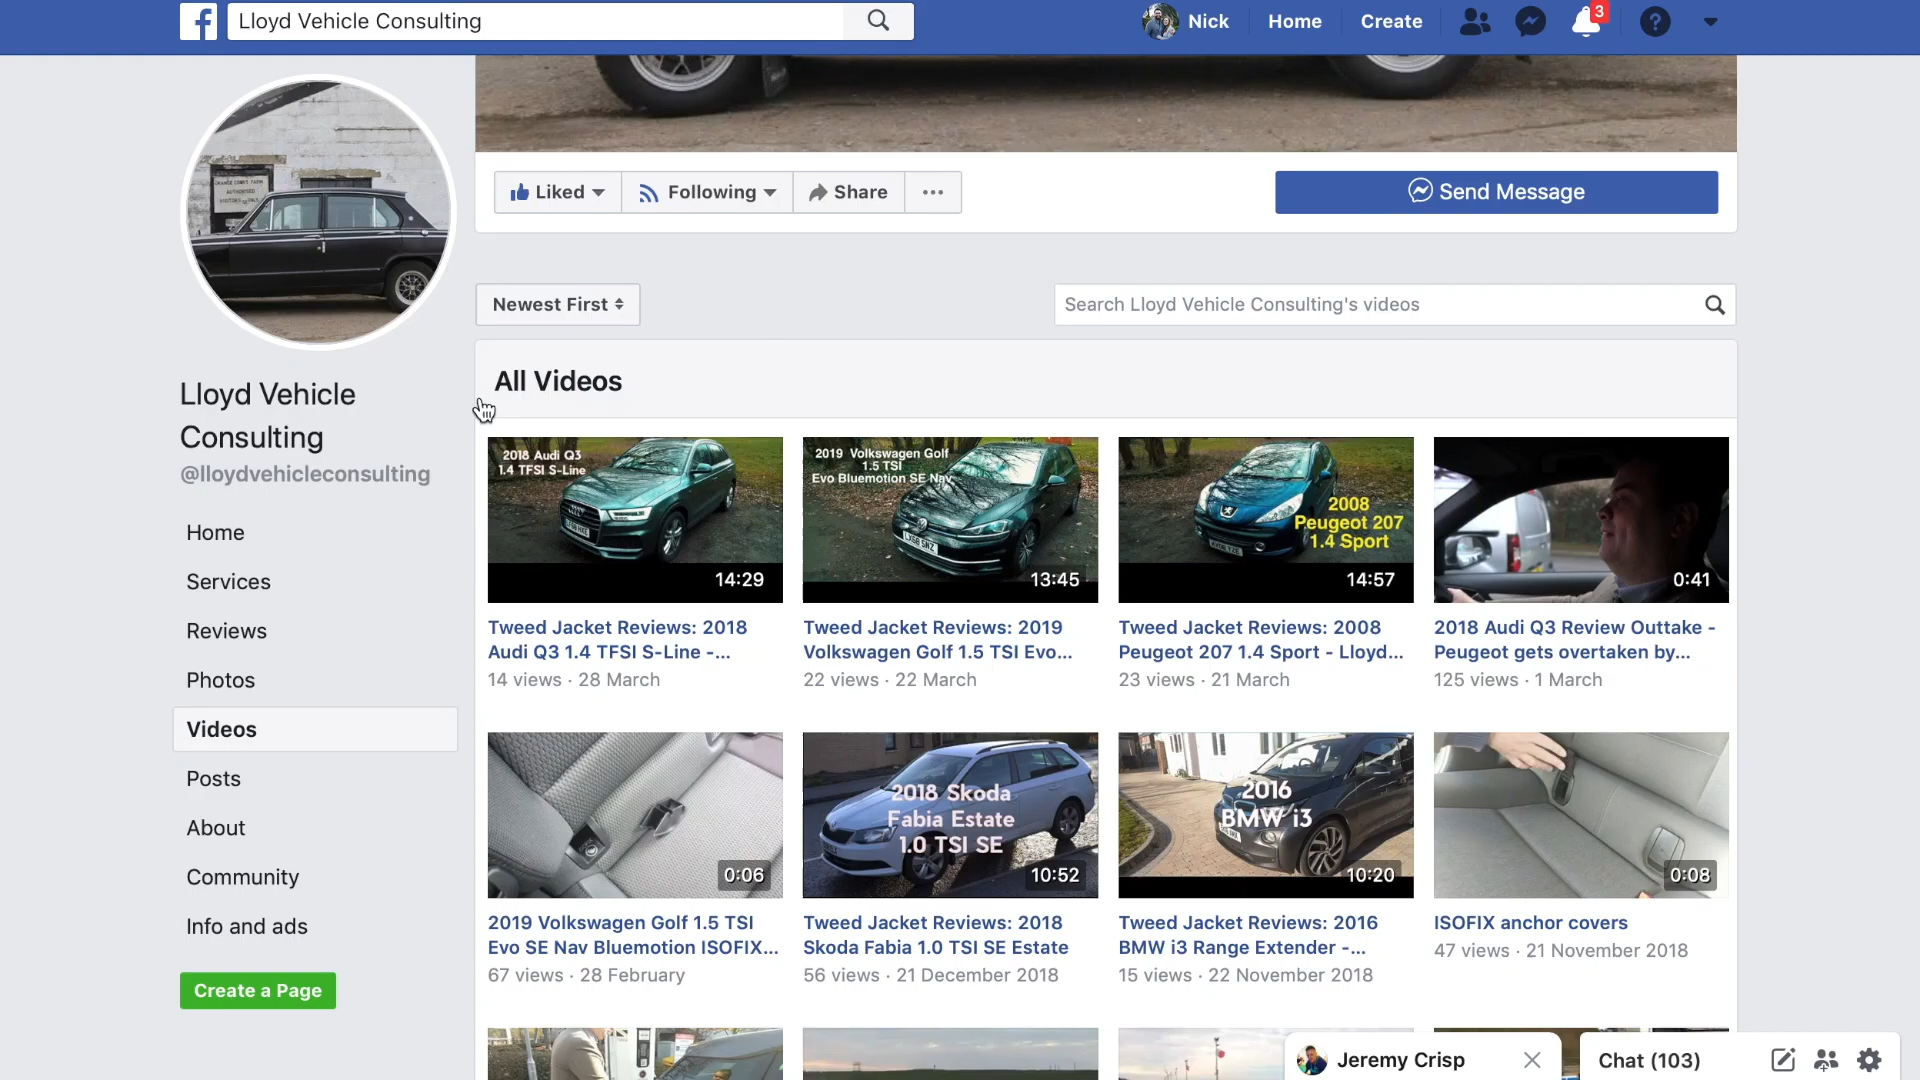 Lloyd Vehicle Consulting
Nick
Home
Create
3
Liked
Following
Share
Send Message
Newest First
Search Lloyd Vehicle Consulting's videos
All Videos
Lloyd Vehicle
Consulting
@lloydvehicleconsulting
Home
Services
Reviews
Photos
Videos
Posts
About
Community
Info and ads
Create a Page
2018 Audi Q3
1.4 TFSI S-Line
14:29
Tweed Jacket Reviews: 2018
Audi Q3 1.4 TFSI S-Line -...
14 views · 28 March
2019 Volkswagen Golf
1.5 TSI
Evo Bluemotion SE Nav
13:45
Tweed Jacket Reviews: 2019
Volkswagen Golf 1.5 TSI Evo...
22 views · 22 March
2008
Peugeot 207
1.4 Sport
14:57
Tweed Jacket Reviews: 2008
Peugeot 207 1.4 Sport - Lloyd...
23 views · 21 March
0:41
2018 Audi Q3 Review Outtake -
Peugeot gets overtaken by...
125 views · 1 March
0:06
2019 Volkswagen Golf 1.5 TSI
Evo SE Nav Bluemotion ISOFIX...
67 views · 28 February
2018 Skoda
Fabia Estate
1.0 TSI SE
10:52
Tweed Jacket Reviews: 2018
Skoda Fabia 1.0 TSI SE Estate
56 views · 21 December 2018
2016
BMW i3
10:20
Tweed Jacket Reviews: 2016
BMW i3 Range Extender -...
15 views · 22 November 2018
0:08
ISOFIX anchor covers
47 views · 21 November 2018
Jeremy Crisp
Chat (103)